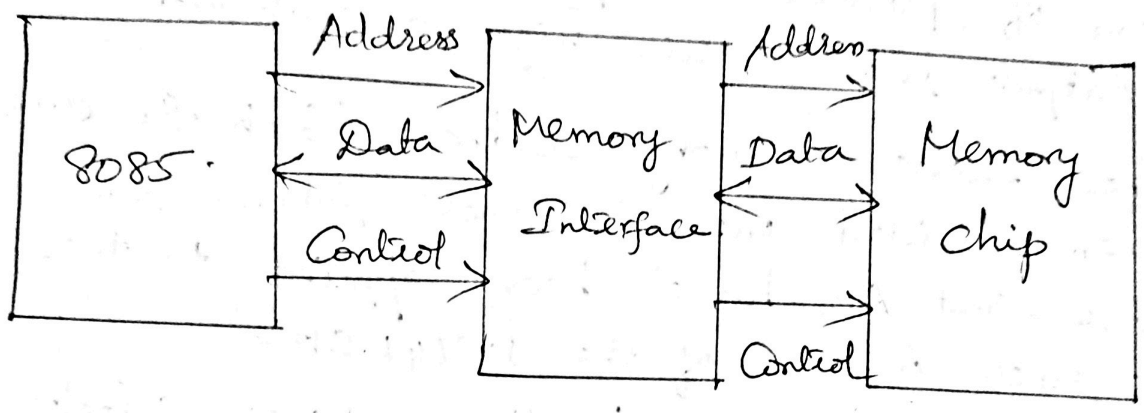 Address
8085.
Data
Control
Memory
Interface
Address
Data
Control
Memory
chip